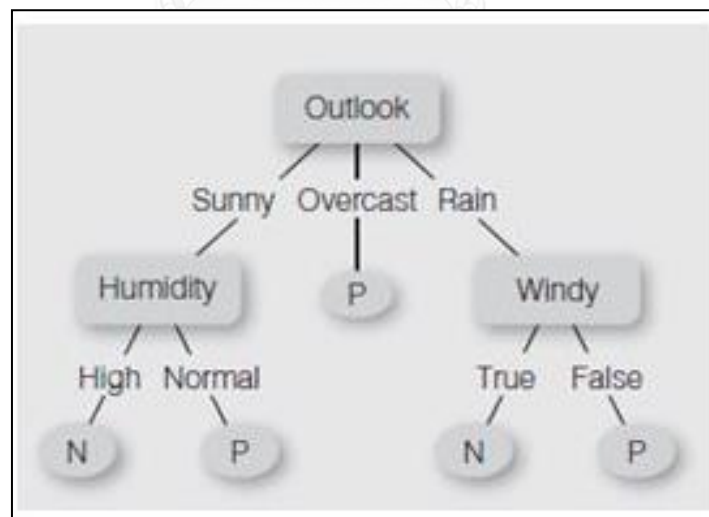 Outlook
Sunny Overcast Rain
Humidity P Windy
High Normal True False
N P N P